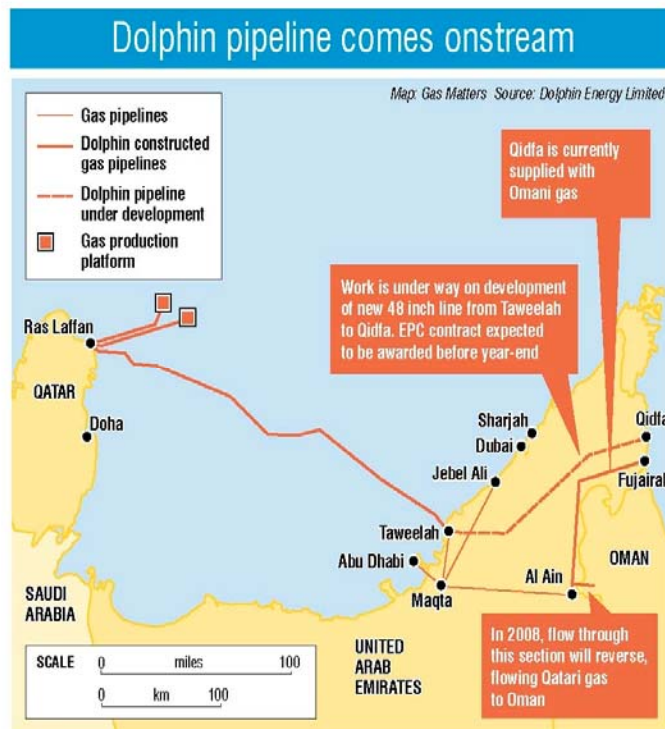 Dolphin pipeline comes onstream
Map: Gas Matters Source: Dolphin Energy Limited
Gas pipelines
Dolphin constructed
gas pipelines
Dolphin pipeline
under development
Gas production
platform
Qidfa is currently
supplied with
Omani gas
Work is under way on development
of new 48 inch line from Taweelah
to Qidfa. EPC contract expected
to be awarded before year-end
Ras Laffan
QATAR
Doha
Sharjah
Dubai
Jebel Ali
Qidfa
Fujairah
Taweelah
Abu Dhabi
Maqta
Al Ain
OMAN
SAUDI
ARABIA
UNITED
ARAB
EMIRATES
In 2008, flow through
this section will reverse,
flowing Qatari gas
to Oman
SCALE 0 miles 100
0 km 100